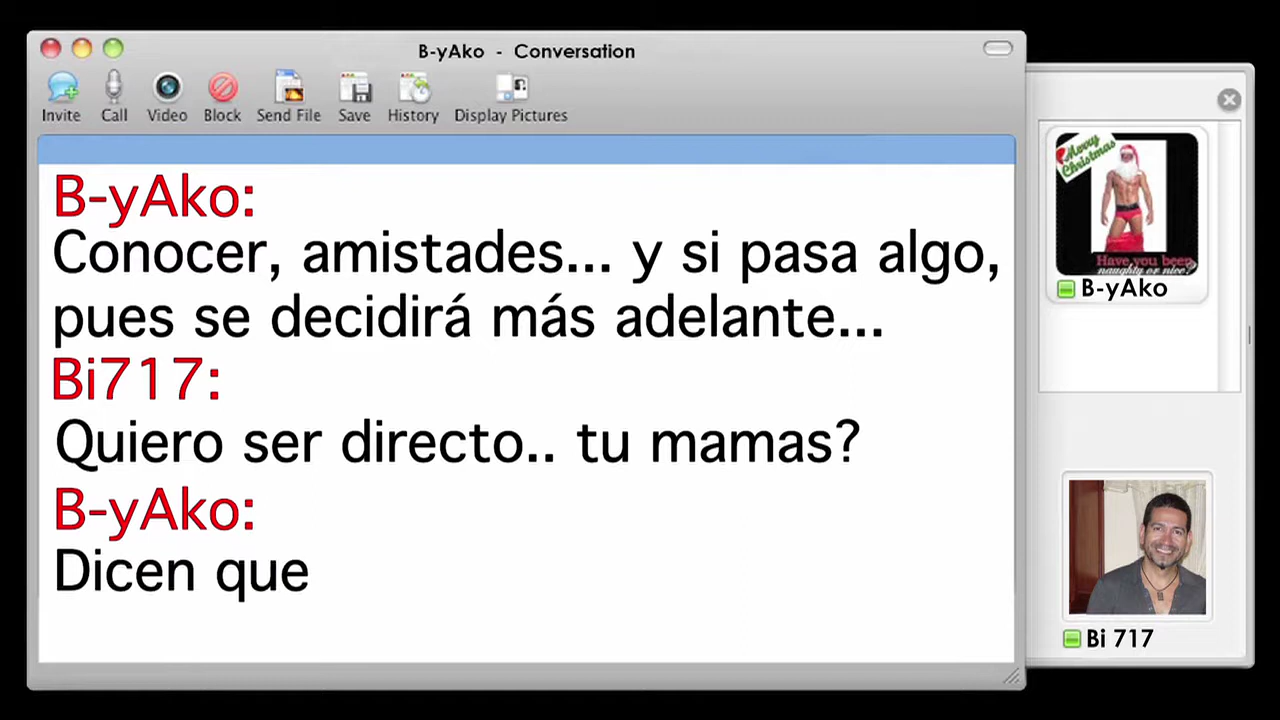 B-yAko - Conversation
Invite Call Video Block Send File Save History Display Pictures
B-yAko:
Conocer, amistades... y si pasa algo,
pues se decidirá más adelante...
Bi717:
Quiero ser directo.. tu mamas?
B-yAko:
Dicen que
Merry
Christmas
Have you been
naughty or nice?
B-yAko
Bi 717